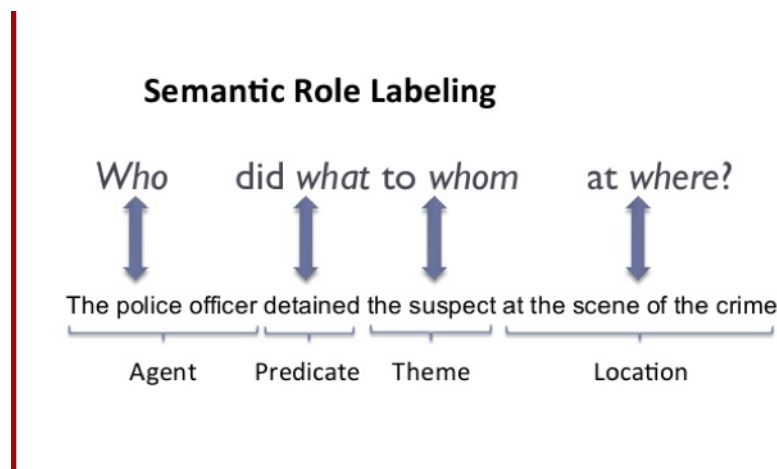 Semantic Role Labeling
Who did what to whom at where?
The police officer detained the suspect at the scene of the crime
Agent Predicate Theme Location